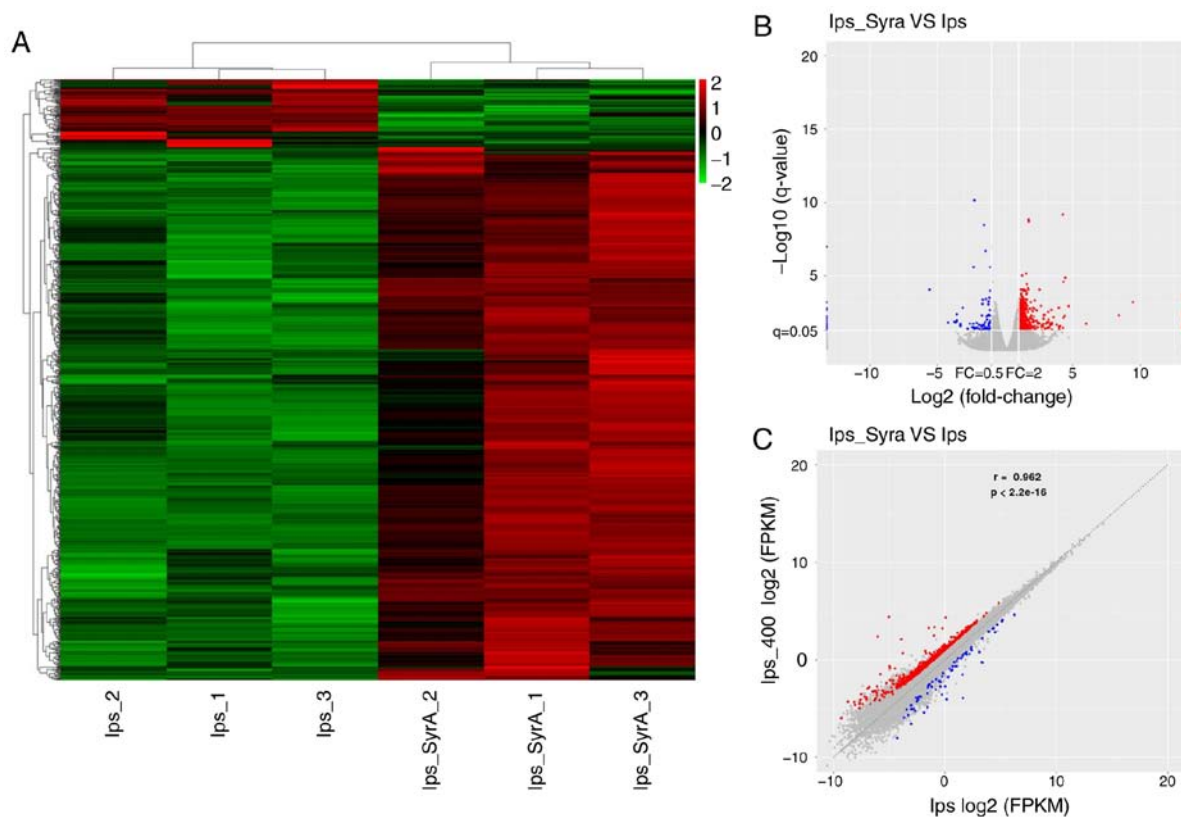 A
2
1
0
−1
−2
lps_2
lps_1
lps_3
lps_SyrA_2
lps_SyrA_1
lps_SyrA_3
B
lps_Syra VS lps
−Log10 (q-value)
20
15
10
5
q=0.05
−10
−5
FC=0.5
FC=2
5
10
Log2 (fold-change)
C
lps_Syra VS lps
r = 0.962
p < 2.2e-16
lps_400 log2 (FPKM)
20
10
0
−10
−10
0
10
20
lps log2 (FPKM)